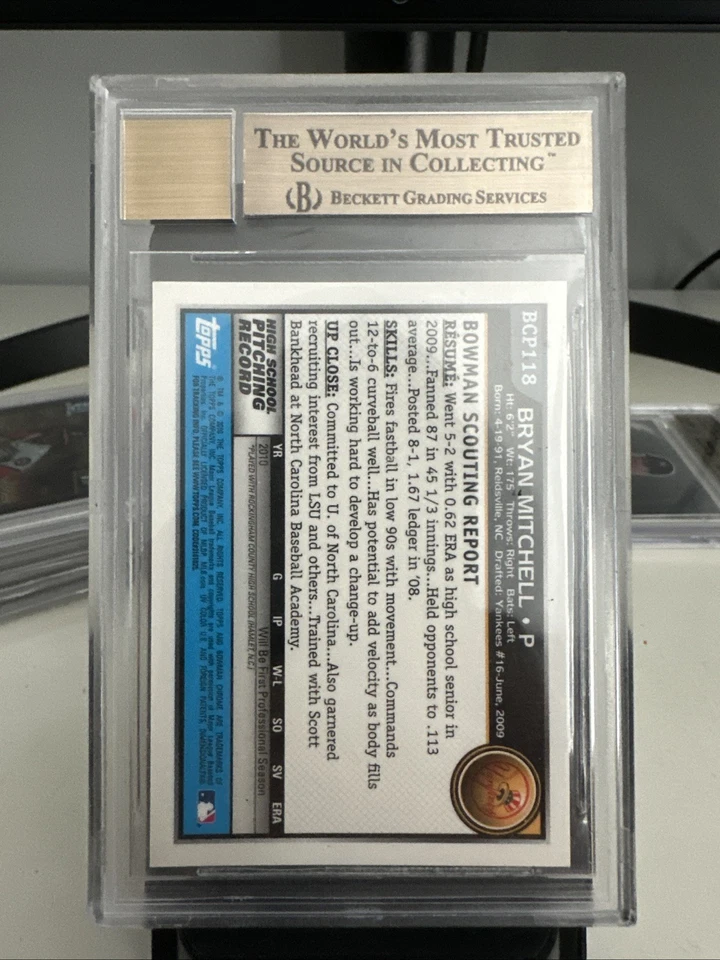 THE WORLD'S MOST TRUSTED
SOURCE IN COLLECTING™
(B) BECKETT GRADING SERVICES
BCP118
BRYAN MITCHELL • P
Ht: 6'2" Wt: 175 Throws: Right Bats: Left
Born: 4-19-91, Reidsville, NC Drafted: Yankees #16-June, 2009
BOWMAN SCOUTING REPORT
RÉSUMÉ: Went 5-2 with 0.62 ERA as high school senior in
2009...Fanned 87 in 45 1/3 innings...Held opponents to .113
average...Posted 8-1, 1.67 ledger in '08.
SKILLS: Fires fastball in low 90s with movement...Commands
12-to-6 curveball well...Has potential to add velocity as body fills
out...Is working hard to develop a change-up.
UP CLOSE: Committed to U. of North Carolina...Also garnered
recruiting interest from LSU and others...Trained with Scott
Bankhead at North Carolina Baseball Academy.
HIGH SCHOOL
PITCHING
RECORD
YR G IP W-L SO SV ERA
2010 Will Be First Professional Season
*PLAYED WITH ROCKINGHAM COUNTY HIGH SCHOOL (HAMLET, N.C.)
topps